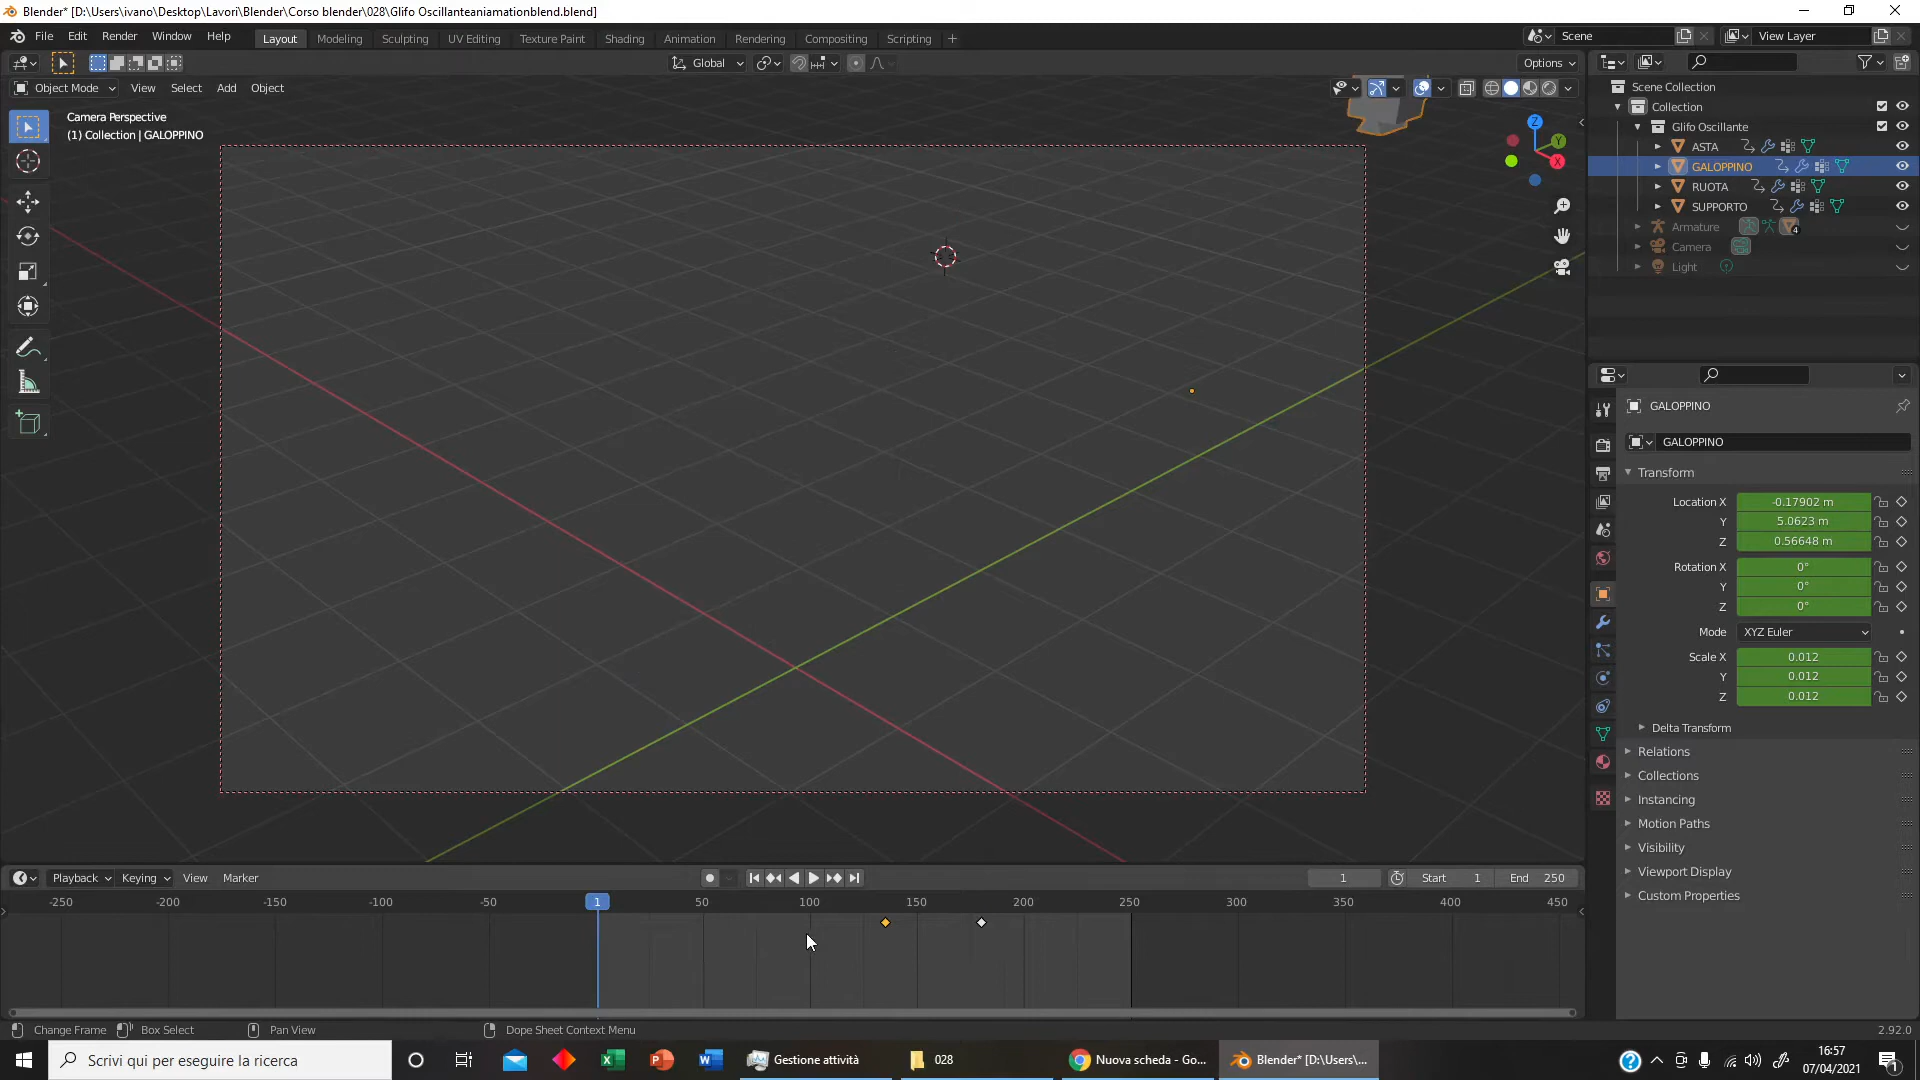 Blender* [D:\Users\ivano\Desktop\Lavori\Blender\Corso blender\028\Glifo Oscillanteaniamationblend.blend]
File Edit Render Window Help Layout Modeling Sculpting UV Editing Texture Paint Shading Animation Rendering Compositing Scripting + Scene View Layer
Global Options
Object Mode View Select Add Object
Camera Perspective
(1) Collection | GALOPPINO
Z
Y
X
Scene Collection
Collection
Glifo Oscillante
ASTA
GALOPPINO
RUOTA
SUPPORTO
Armature 4
Camera
Light
GALOPPINO
GALOPPINO
Transform
Location X -0.17902 m
Y 5.0623 m
Z 0.56648 m
Rotation X 0°
Y 0°
Z 0°
Mode XYZ Euler
Scale X 0.012
Y 0.012
Z 0.012
Delta Transform
Relations
Collections
Instancing
Motion Paths
Visibility
Viewport Display
Custom Properties
Playback Keying View Marker 1 Start 1 End 250
-250 -200 -150 -100 -50 1 50 100 150 200 250 300 350 400 450
Change Frame Box Select Pan View Dope Sheet Context Menu 2.92.0
Scrivi qui per eseguire la ricerca Gestione attività 028 Nuova scheda - Go... Blender* [D:\Users\... 16:57
07/04/2021 1